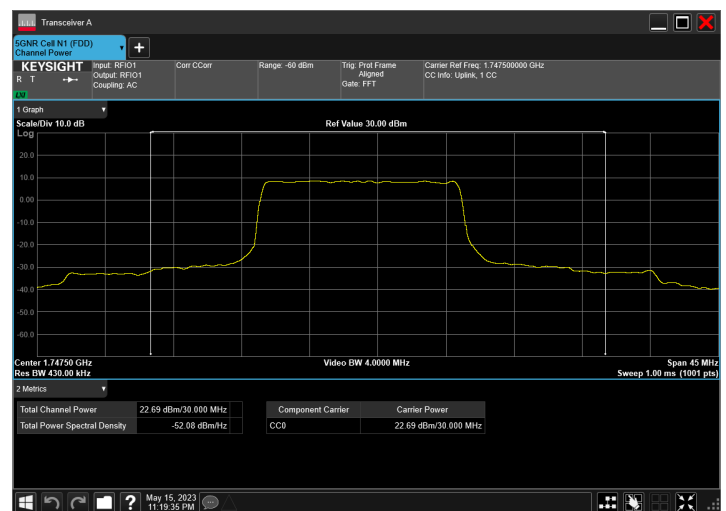 Transceiver A
5GNR Cell N1 (FDD)
Channel Power
KEYSIGHT
R T
LXI
Input: RFIO1
Output: RFIO1
Coupling: AC
Corr CCorr
Range: -60 dBm
Trig: Prot Frame
Aligned
Gate: FFT
Carrier Ref Freq: 1.747500000 GHz
CC Info: Uplink, 1 CC
1 Graph
Scale/Div 10.0 dB
Ref Value 30.00 dBm
Log
20.0
10.0
0.00
-10.0
-20.0
-30.0
-40.0
-50.0
-60.0
Center 1.74750 GHz
Video BW 4.0000 MHz
Span 45 MHz
Res BW 430.00 kHz
Sweep 1.00 ms (1001 pts)
2 Metrics
Total Channel Power 22.69 dBm/30.000 MHz
Total Power Spectral Density -52.08 dBm/Hz
Component Carrier Carrier Power
CC0 22.69 dBm/30.000 MHz
?
May 15, 2023
11:19:35 PM